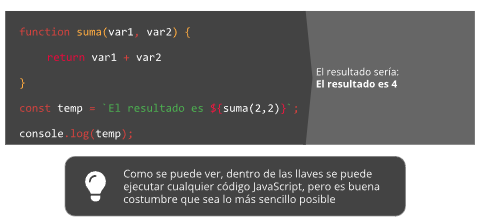 function suma(var1, var2) {
return var1 + var2
}
const temp = `El resultado es ${suma(2,2)}`;
console.log(temp);
El resultado sería:
El resultado es 4
Como se puede ver, dentro de las llaves se puede
ejecutar cualquier código JavaScript, pero es buena
costumbre que sea lo más sencillo posible